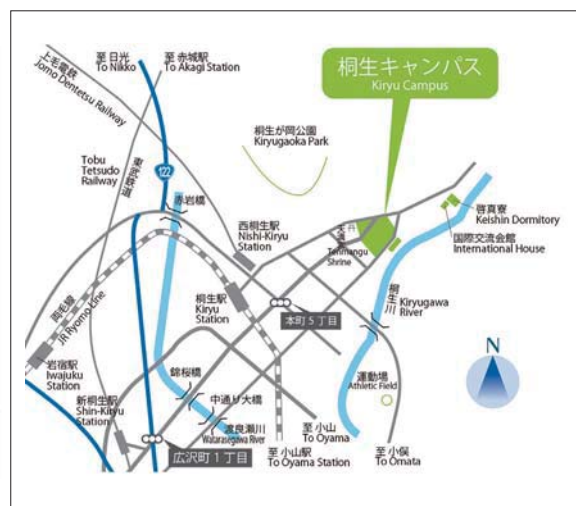 上毛電鉄
Jomo Dentetsu Railway
至 日光
To Nikko
至 赤城駅
To Akagi Station
桐生キャンパス
Kiryu Campus
桐生が岡公園
Kiryugaoka Park
Tobu
Tetsudo
Railway
東武鉄道
122
赤岩橋
西桐生駅
Nishi-Kiryu
Station
天満宮
Tenmangu
Shrine
啓真寮
Keishin Dormitory
国際交流会館
International House
両毛線
JR Ryomo Line
桐生駅
Kiryu
Station
本町5丁目
桐生川
Kiryugawa
River
N
岩宿駅
Iwajuku
Station
錦桜橋
運動場
Athletic Field
新桐生駅
Shin-Kiryu
Station
中通り大橋
渡良瀬川
Watarasegawa River
至 小山
To Oyama
広沢町1丁目
至 小山駅
To Oyama Station
至 小俣
To Omata